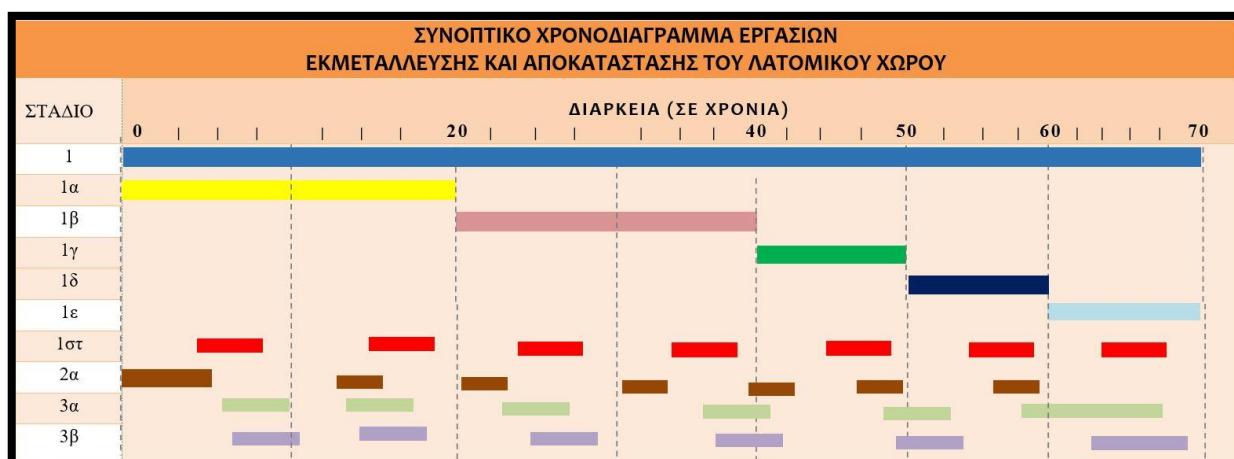 ΣΥΝΟΠΤΙΚΟ ΧΡΟΝΟΔΙΑΓΡΑΜΜΑ ΕΡΓΑΣΙΩΝ
ΕΚΜΕΤΑΛΛΕΥΣΗΣ ΚΑΙ ΑΠΟΚΑΤΑΣΤΑΣΗΣ ΤΟΥ ΛΑΤΟΜΙΚΟΥ ΧΩΡΟΥ
ΣΤΑΔΙΟ
ΔΙΑΡΚΕΙΑ (ΣΕ ΧΡΟΝΙΑ)
0 20 40 50 60 70
1
1α
1β
1γ
1δ
1ε
1στ
2α
3α
3β